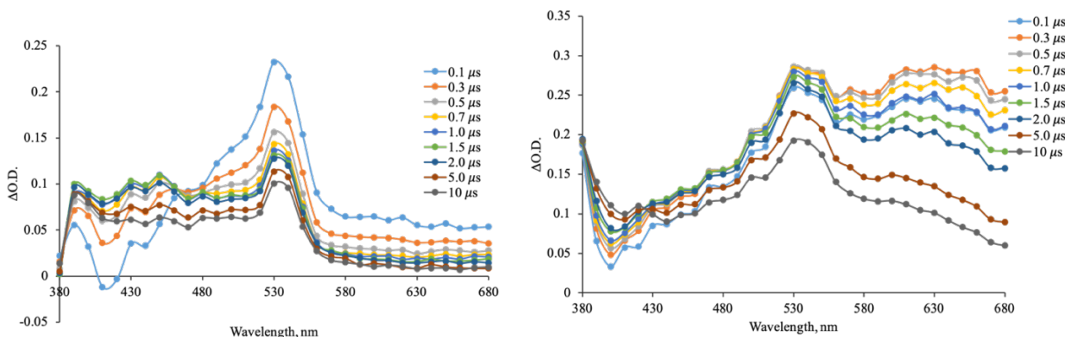 0.25
0.2
0.15
0.1
0.05
0
-0.05
ΔO.D.
380 430 480 530 580 630 680
Wavelength, nm
0.1 µs
0.3 µs
0.5 µs
0.7 µs
1.0 µs
1.5 µs
2.0 µs
5.0 µs
10 µs
0.35
0.3
0.25
0.2
0.15
0.1
0.05
0
ΔO.D.
380 430 480 530 580 630 680
Wavelength, nm
0.1 µs
0.3 µs
0.5 µs
0.7 µs
1.0 µs
1.5 µs
2.0 µs
5.0 µs
10 µs